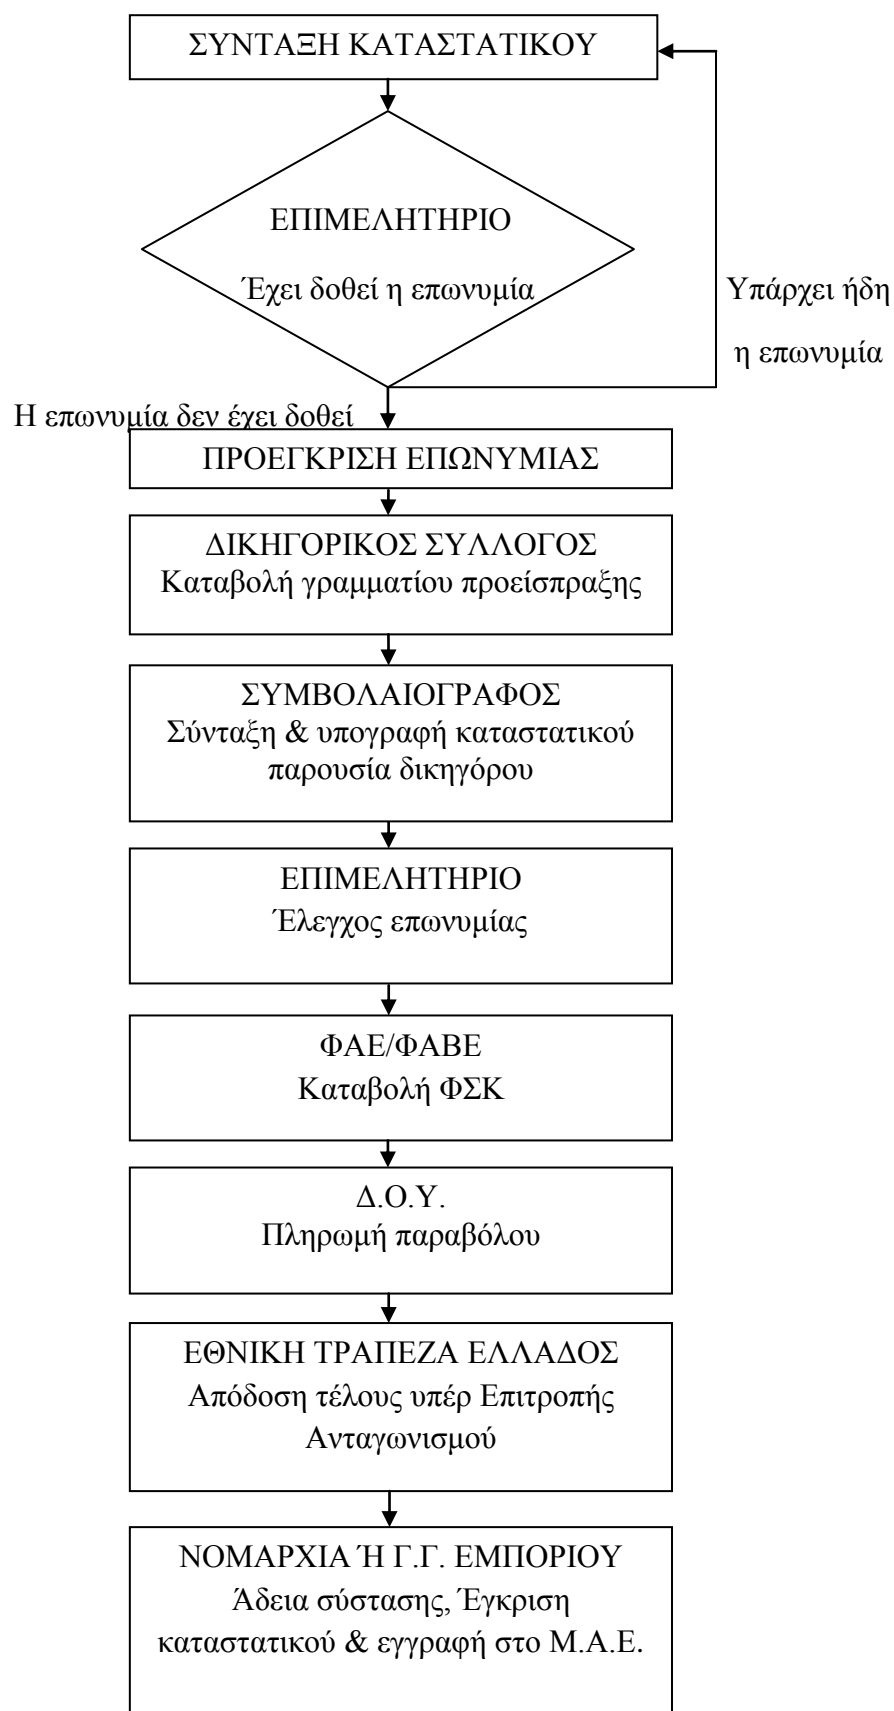 ΣΥΝΤΑΞΗ ΚΑΤΑΣΤΑΤΙΚΟΥ
ΕΠΙΜΕΛΗΤΗΡΙΟ
Έχει δοθεί η επωνυμία
Υπάρχει ήδη
η επωνυμία
Η επωνυμία δεν έχει δοθεί
ΠΡΟΕΓΚΡΙΣΗ ΕΠΩΝΥΜΙΑΣ
ΔΙΚΗΓΟΡΙΚΟΣ ΣΥΛΛΟΓΟΣ
Καταβολή γραμματίου προείσπραξης
ΣΥΜΒΟΛΑΙΟΓΡΑΦΟΣ
Σύνταξη & υπογραφή καταστατικού
παρουσία δικηγόρου
ΕΠΙΜΕΛΗΤΗΡΙΟ
Έλεγχος επωνυμίας
ΦΑΕ/ΦΑΒΕ
Καταβολή ΦΣΚ
Δ.Ο.Υ.
Πληρωμή παραβόλου
ΕΘΝΙΚΗ ΤΡΑΠΕΖΑ ΕΛΛΑΔΟΣ
Απόδοση τέλους υπέρ Επιτροπής
Ανταγωνισμού
ΝΟΜΑΡΧΙΑ Ή Γ.Γ. ΕΜΠΟΡΙΟΥ
Άδεια σύστασης, Έγκριση
καταστατικού & εγγραφή στο Μ.Α.Ε.